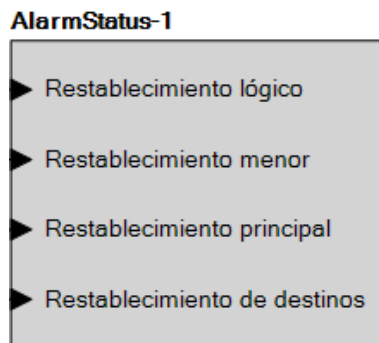 AlarmStatus-1
Restablecimiento lógico
Restablecimiento menor
Restablecimiento principal
Restablecimiento de destinos